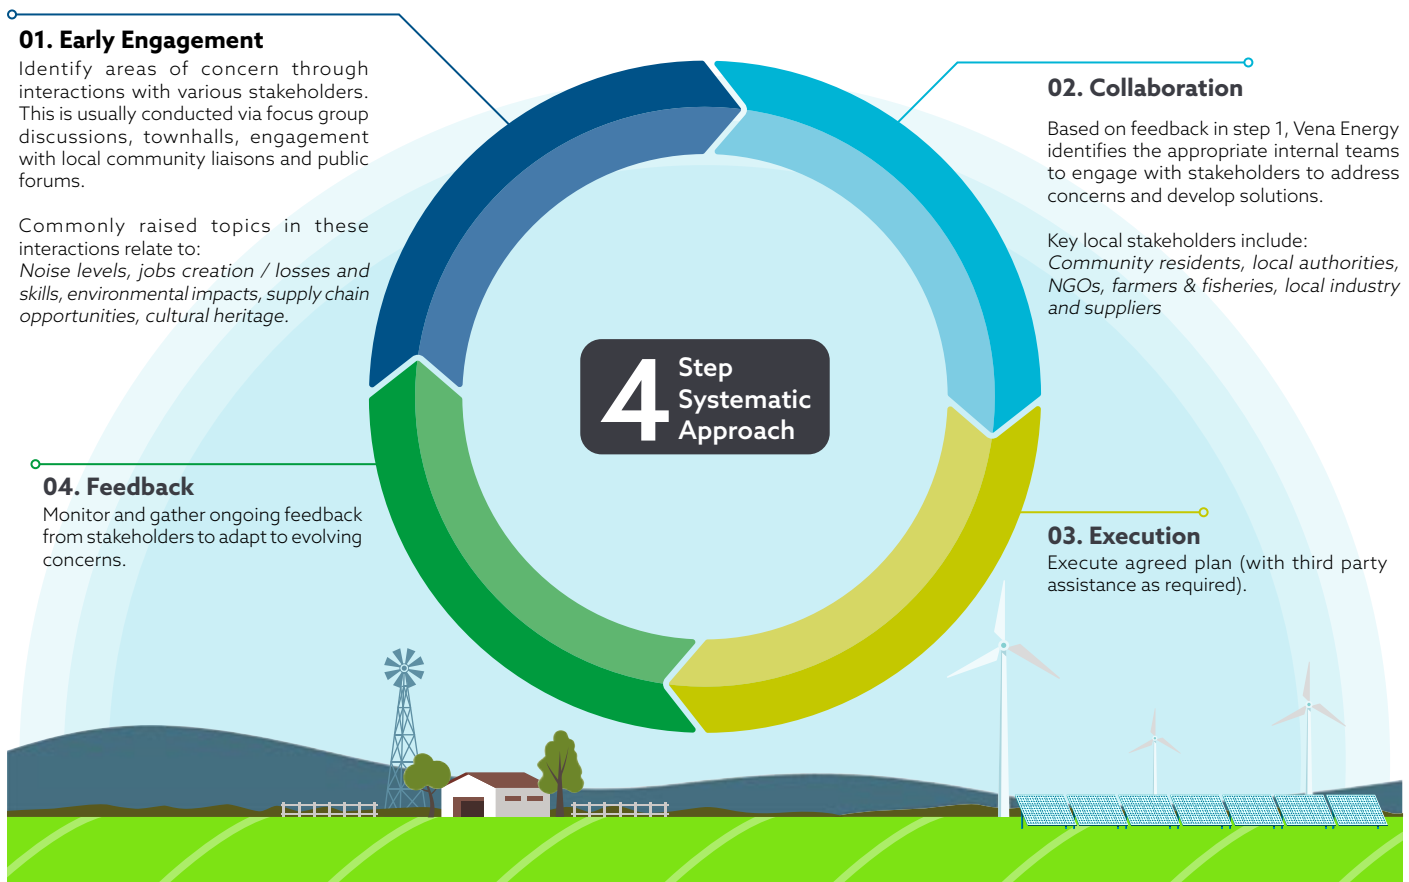 01. Early Engagement
Identify areas of concern through
interactions with various stakeholders.
This is usually conducted via focus group
discussions, townhalls, engagement
with local community liaisons and public
forums.
Commonly raised topics in these
interactions relate to:
Noise levels, jobs creation / losses and
skills, environmental impacts, supply chain
opportunities, cultural heritage.
02. Collaboration
Based on feedback in step 1, Vena Energy
identifies the appropriate internal teams
to engage with stakeholders to address
concerns and develop solutions.
Key local stakeholders include:
Community residents, local authorities,
NGOs, farmers & fisheries, local industry
and suppliers
4 Step
Systematic
Approach
03. Execution
Execute agreed plan (with third party
assistance as required).
04. Feedback
Monitor and gather ongoing feedback
from stakeholders to adapt to evolving
concerns.